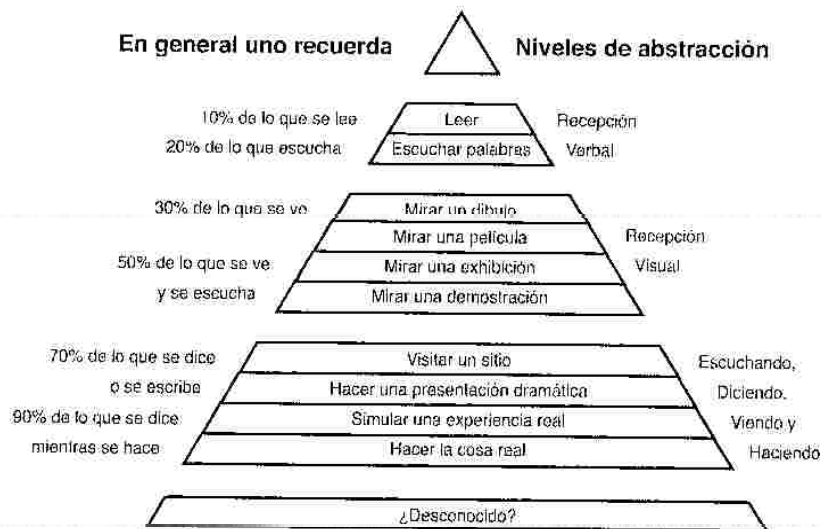 En general uno recuerda
Niveles de abstracción
10% de lo que se lee
Leer
Recepción
20% de lo que escucha
Escuchar palabras
Verbal
30% de lo que se ve
Mirar un dibujo
Mirar una película
Recepción
50% de lo que se ve
Mirar una exhibición
Visual
y se escucha
Mirar una demostración
70% de lo que se dice
Visitar un sitio
Escuchando,
o se escribe
Hacer una presentación dramática
Diciendo,
90% de lo que se dice
Simular una experiencia real
Viendo y
mientras se hace
Hacer la cosa real
Haciendo
¿Desconocido?